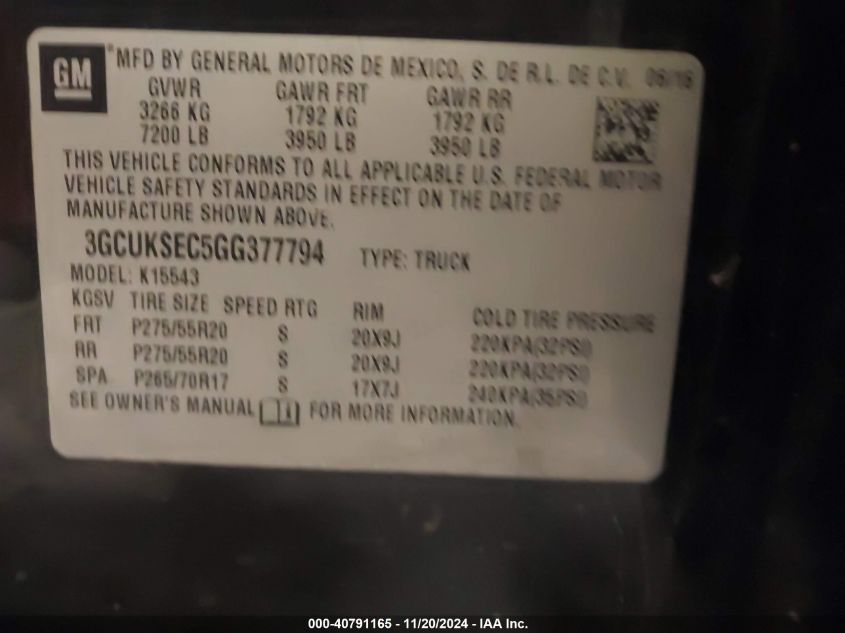 GM
MFD BY GENERAL MOTORS DE MEXICO, S. DE R.L. DE C.V. 06/16
GVWR GAWR FRT GAWR RR
3266 KG 1792 KG 1792 KG
7200 LB 3950 LB 3950 LB
THIS VEHICLE CONFORMS TO ALL APPLICABLE U.S. FEDERAL MOTOR
VEHICLE SAFETY STANDARDS IN EFFECT ON THE DATE OF
MANUFACTURE SHOWN ABOVE.
3GCUKSEC5GG377794 TYPE: TRUCK
MODEL: K15543
KGSV TIRE SIZE SPEED RTG RIM COLD TIRE PRESSURE
FRT P275/55R20 S 20X9J 220KPA(32PSI)
RR P275/55R20 S 20X9J 220KPA(32PSI)
SPA P265/70R17 S 17X7J 240KPA(35PSI)
SEE OWNER'S MANUAL FOR MORE INFORMATION.
000-40791165 - 11/20/2024 - IAA Inc.